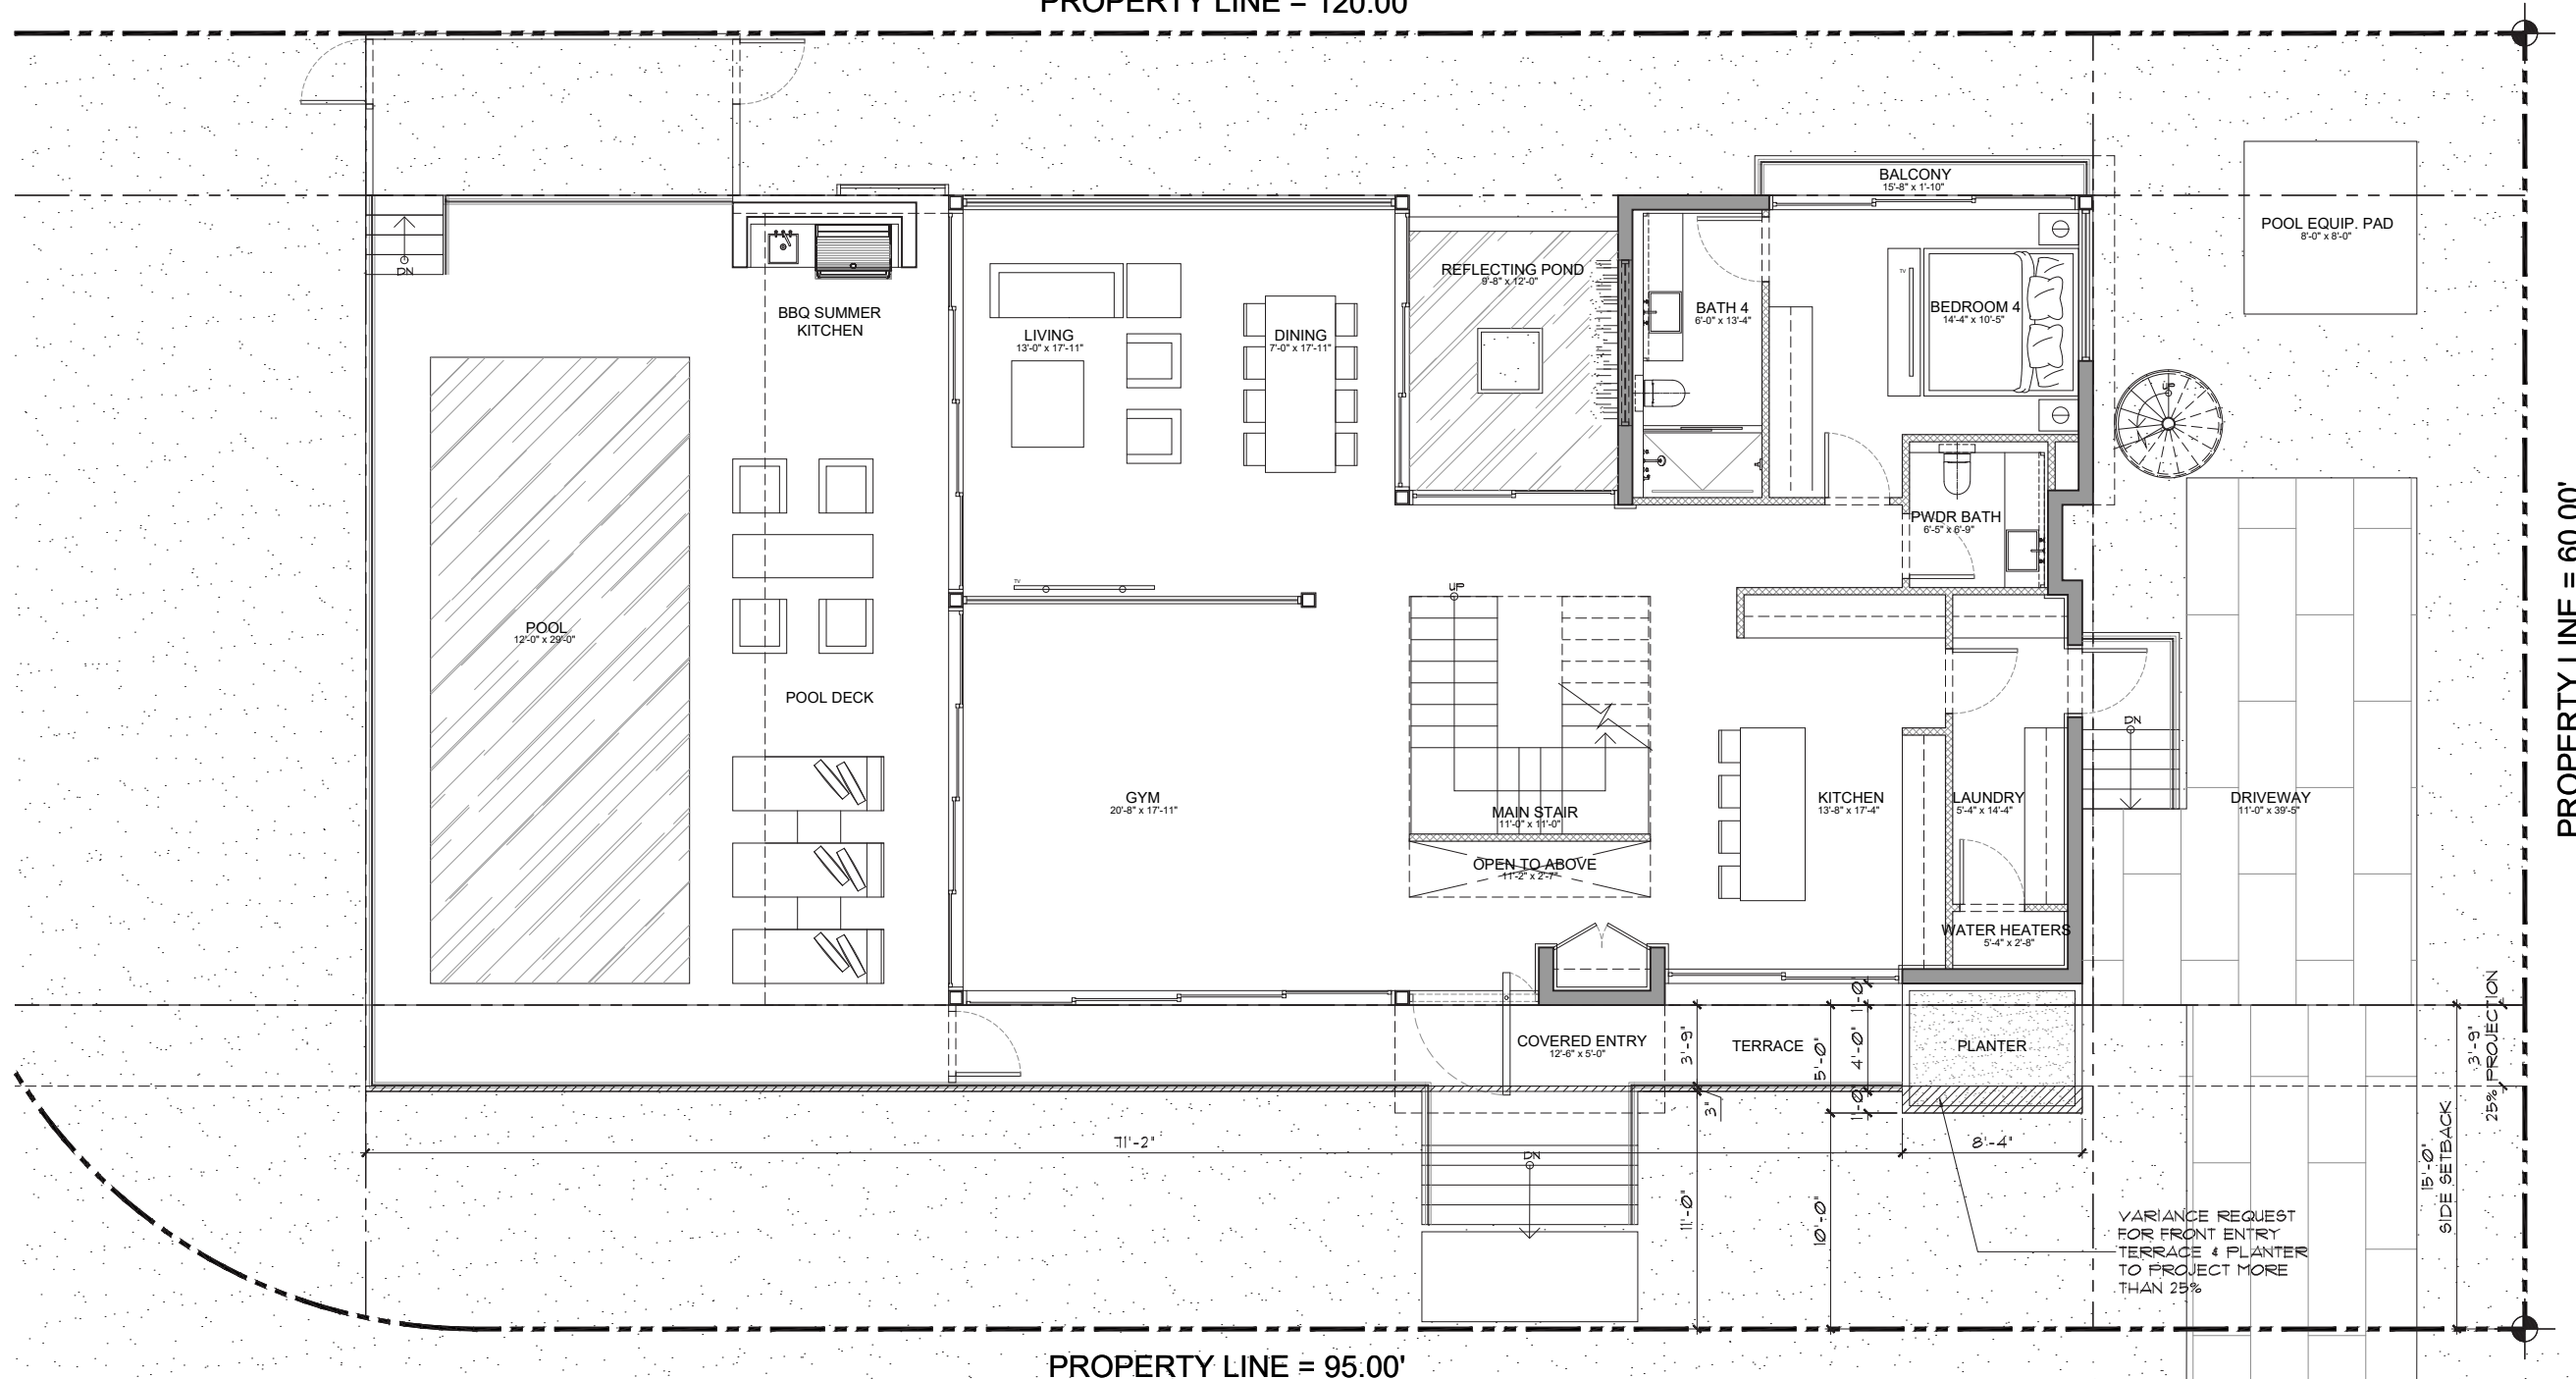 PROPERTY LINE = 120.00'
BALCONY
15'-8" x 1'-10"
POOL EQUIP. PAD
8'-0" x 8'-0"
DN
REFLECTING POND
9'-8" x 12'-0"
TV
BBQ SUMMER
KITCHEN
LIVING
13'-0" x 17'-11"
DINING
7'-0" x 17'-11"
BATH 4
6'-0" x 13'-4"
BEDROOM 4
14'-4" x 10'-5"
UP
PWDR BATH
6'-5" x 6'-9"
PROPERTY LINE = 60.00'
TV
UP
POOL
12'-0" x 29'-0"
POOL DECK
DN
GYM
20'-8" x 17'-11"
MAIN STAIR
11'-0" x 11'-0"
KITCHEN
13'-8" x 17'-4"
LAUNDRY
5'-4" x 14'-4"
DRIVEWAY
11'-0" x 39'-5"
OPEN TO ABOVE
11'-2" x 2'-7"
WATER HEATERS
5'-4" x 2'-8"
COVERED ENTRY
12'-6" x 5'-0"
3'-9"
TERRACE
5'-0"
1'-0"
4'-0"
1'-0"
PLANTER
3'-9"
25% PROJECTION
3"
71'-2"
8'-4"
DN
11'-0"
10'-0"
15'-0"
SIDE SETBACK
VARIANCE REQUEST
FOR FRONT ENTRY
TERRACE & PLANTER
TO PROJECT MORE
THAN 25%
PROPERTY LINE = 95.00'